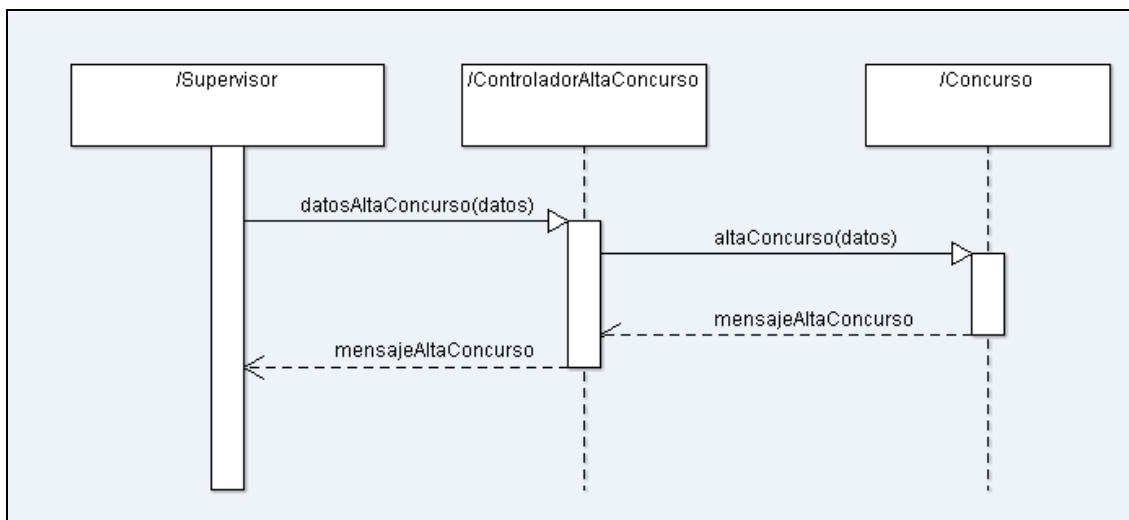 /Supervisor
/ControladorAltaConcurso
/Concurso
datosAltaConcurso(datos)
altaConcurso(datos)
mensajeAltaConcurso
mensajeAltaConcurso